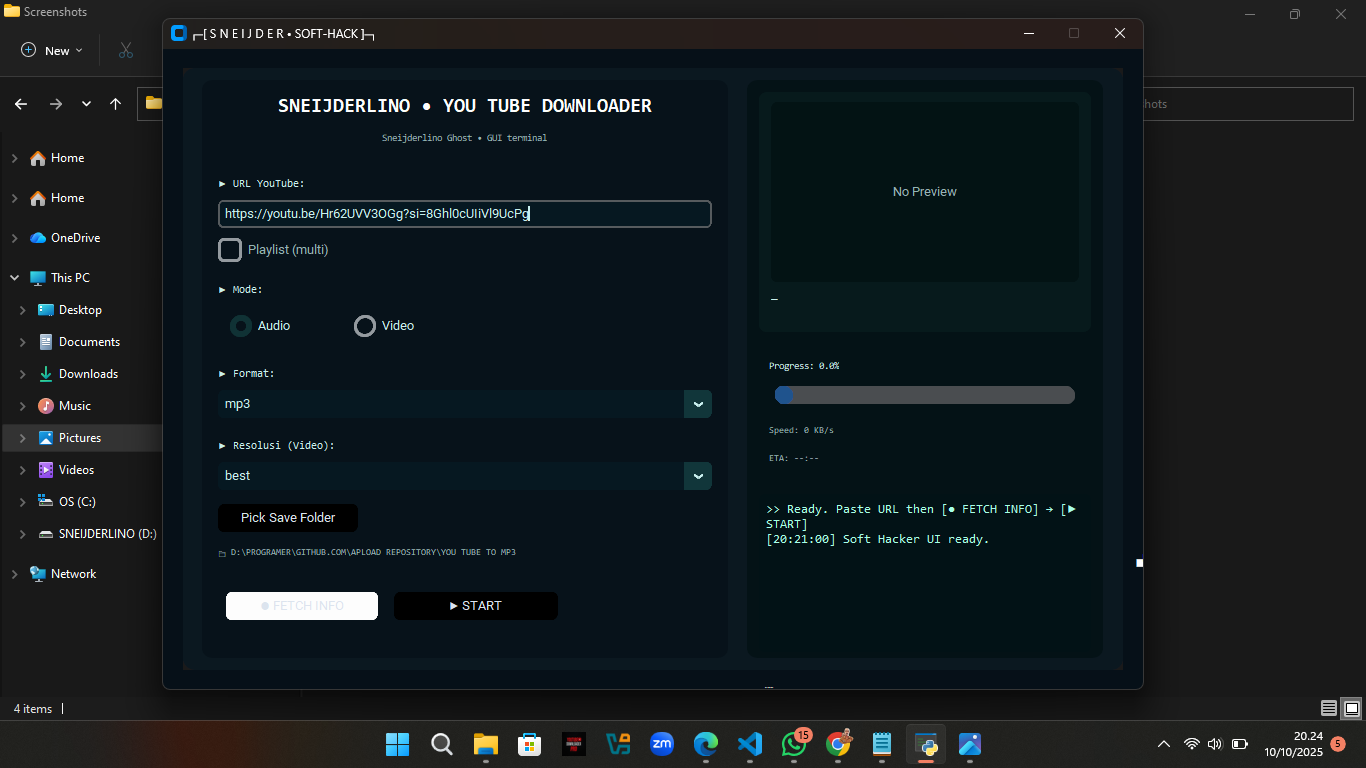 Screenshots
New
┌─[ S N E I J D E R • SOFT-HACK ]─┐
shots
Home
Home
OneDrive
This PC
Desktop
Documents
Downloads
Music
Pictures
Videos
OS (C:)
SNEIJDERLINO (D:)
Network
4 items
SNEIJDERLINO • YOU TUBE DOWNLOADER
Sneijderlino Ghost • GUI terminal
► URL YouTube:
https://youtu.be/Hr62UVV3OGg?si=8Ghl0cUIiVl9UcPg
Playlist (multi)
► Mode:
Audio Video
► Format:
mp3
► Resolusi (Video):
best
Pick Save Folder
D:\PROGRAMER\GITHUB.COM\APLOAD REPOSITORY\YOU TUBE TO MP3
● FETCH INFO ► START
No Preview
—
Progress: 0.0%
Speed: 0 KB/s
ETA: --:--
>> Ready. Paste URL then [● FETCH INFO] → [►
START]
[20:21:00] Soft Hacker UI ready.
zm
15
20.24
10/10/2025
5